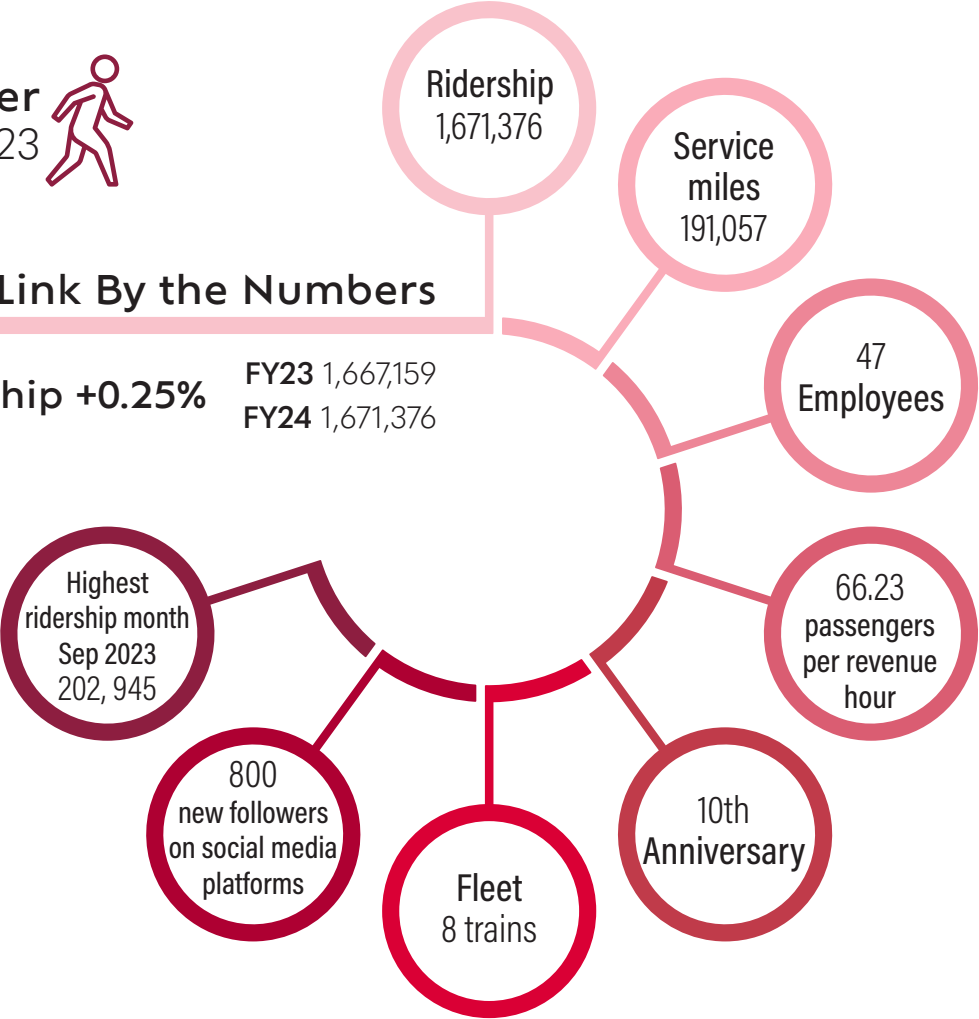 er
23
Link By the Numbers
hip +0.25%
FY23 1,667,159
FY24 1,671,376
Ridership
1,671,376
Service
miles
191,057
47
Employees
66.23
passengers
per revenue
hour
10th
Anniversary
Fleet
8 trains
800
new followers
on social media
platforms
Highest
ridership month
Sep 2023
202, 945